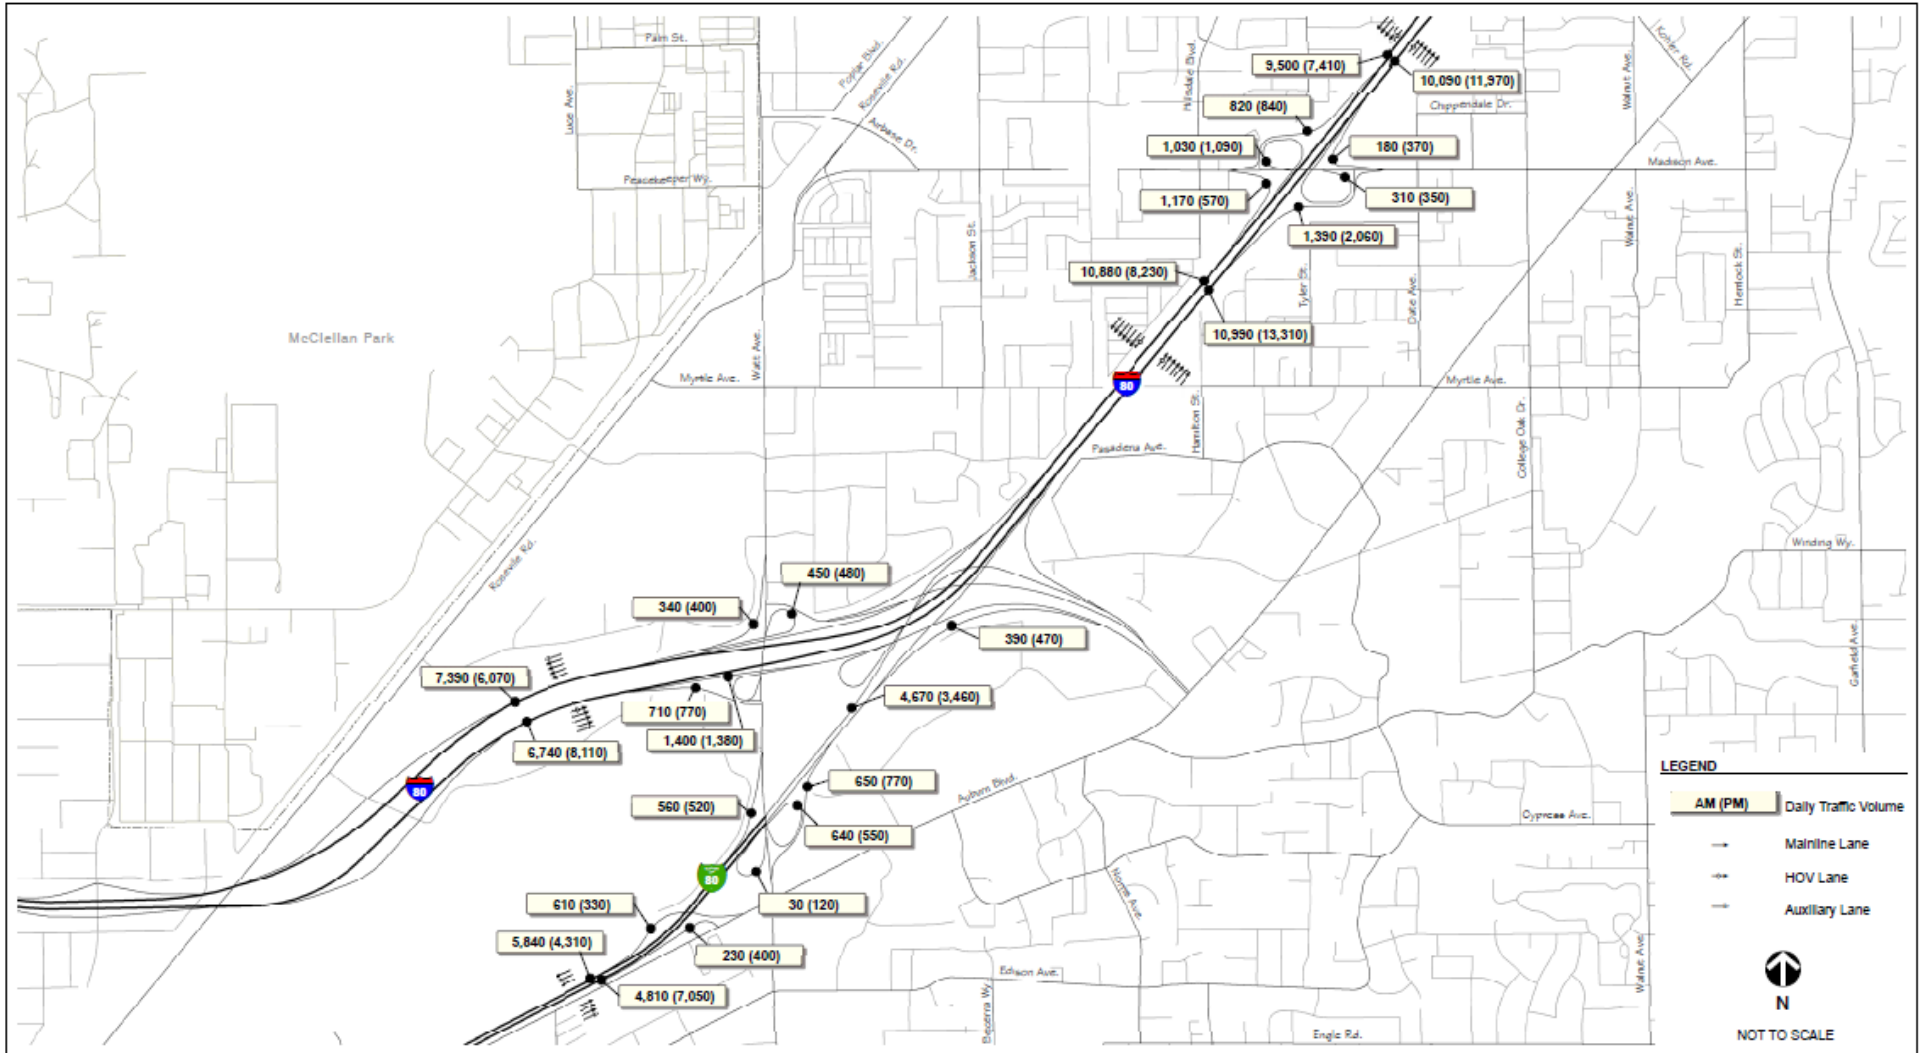 Palm St.
Poplar Blvd.
Roseville Rd.
Luce Ave.
Airbase Dr.
Peacekeeper Wy.
Hillsdale Blvd.
9,500 (7,410)
10,090 (11,970)
Kohler Rd.
Walnut Ave.
820 (840)
Chippendale Dr.
1,030 (1,090)
180 (370)
Madison Ave.
1,170 (570)
310 (350)
Walnut Ave.
1,390 (2,060)
Jackson St.
10,880 (8,230)
Tyler St.
Date Ave.
Hemlock St.
McClellan Park
10,990 (13,310)
Watt Ave.
Myrtle Ave.
80
Myrtle Ave.
Hamilton St.
Pasadena Ave.
College Oak Dr.
Winding Wy.
Roseville Rd.
450 (480)
340 (400)
390 (470)
Garfield Ave.
7,390 (6,070)
4,670 (3,460)
710 (770)
1,400 (1,380)
6,740 (8,110)
80
650 (770)
Auburn Blvd.
560 (520)
640 (550)
Cypress Ave.
80
Norris Ave.
30 (120)
610 (330)
5,840 (4,310)
230 (400)
4,810 (7,050)
Edison Ave.
Becerra Wy.
Walnut Ave.
Engle Rd.
LEGEND
AM (PM) Daily Traffic Volume
Mainline Lane
HOV Lane
Auxiliary Lane
N
NOT TO SCALE